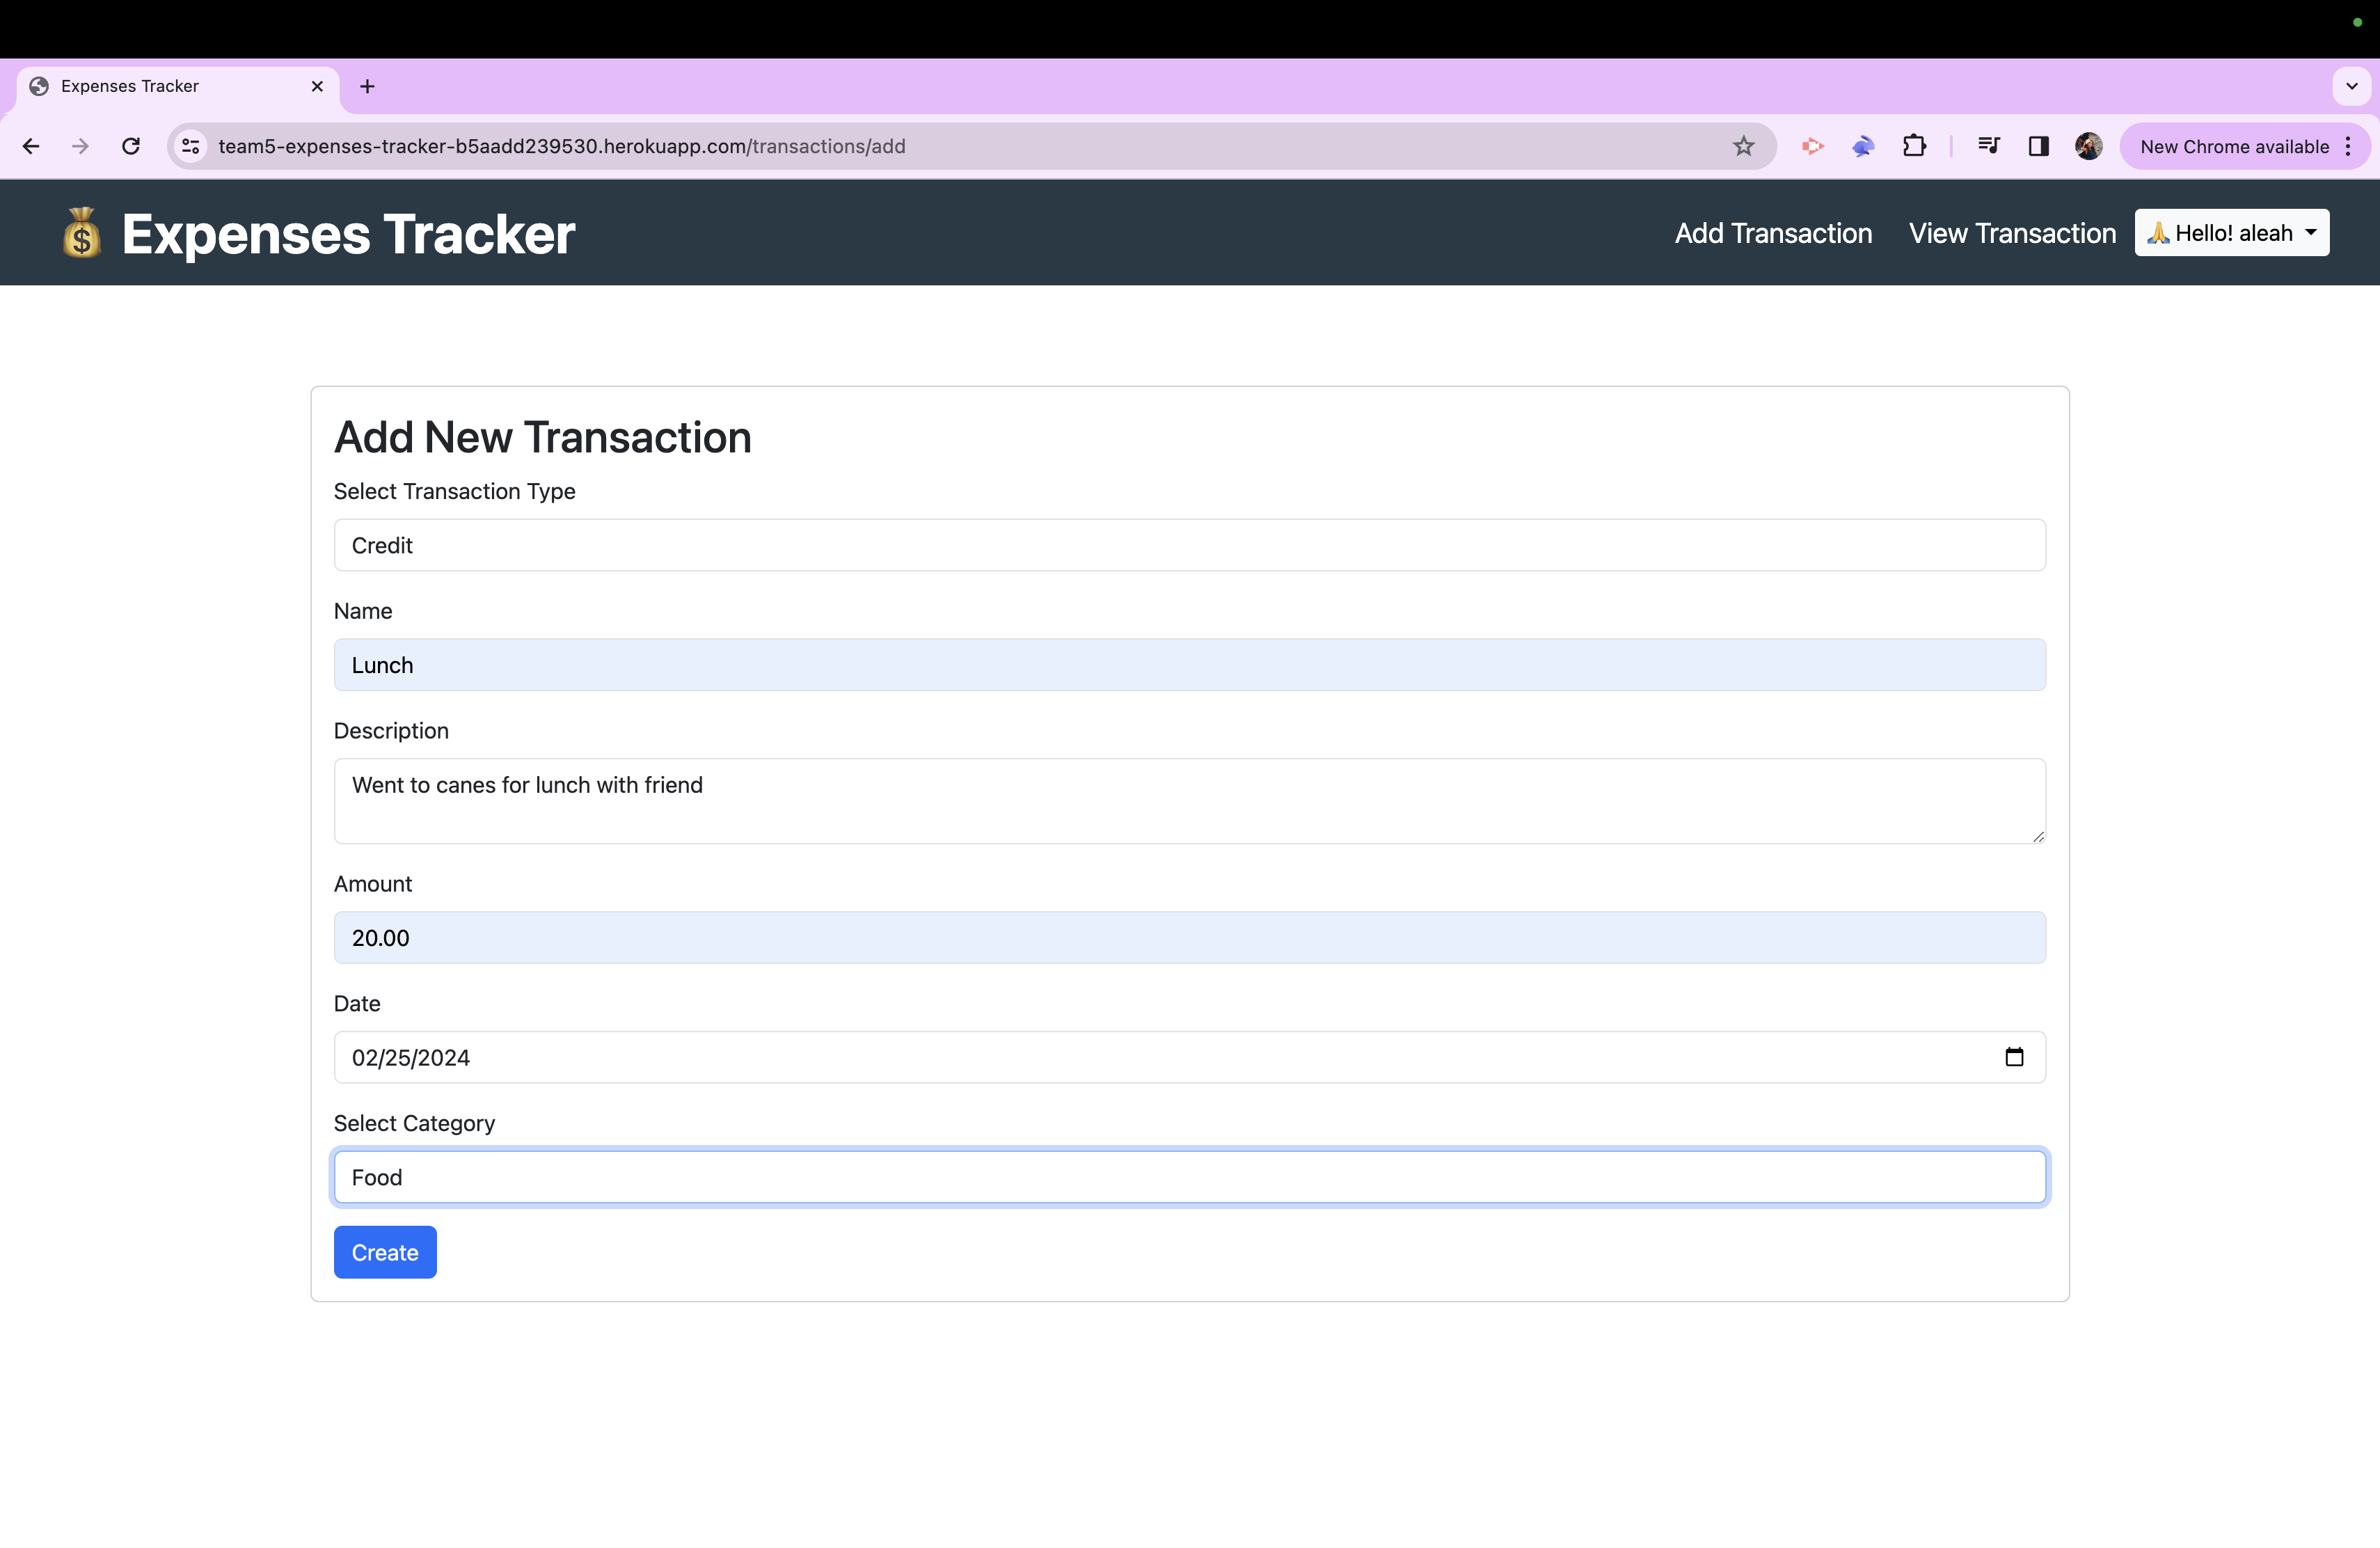 Expenses Tracker
team5-expenses-tracker-b5aadd239530.herokuapp.com/transactions/add
New Chrome available
Expenses Tracker
Add Transaction
View Transaction
🙏 Hello! aleah
Add New Transaction
Select Transaction Type
Credit
Name
Lunch
Description
Went to canes for lunch with friend
Amount
20.00
Date
02/25/2024
Select Category
Food
Create